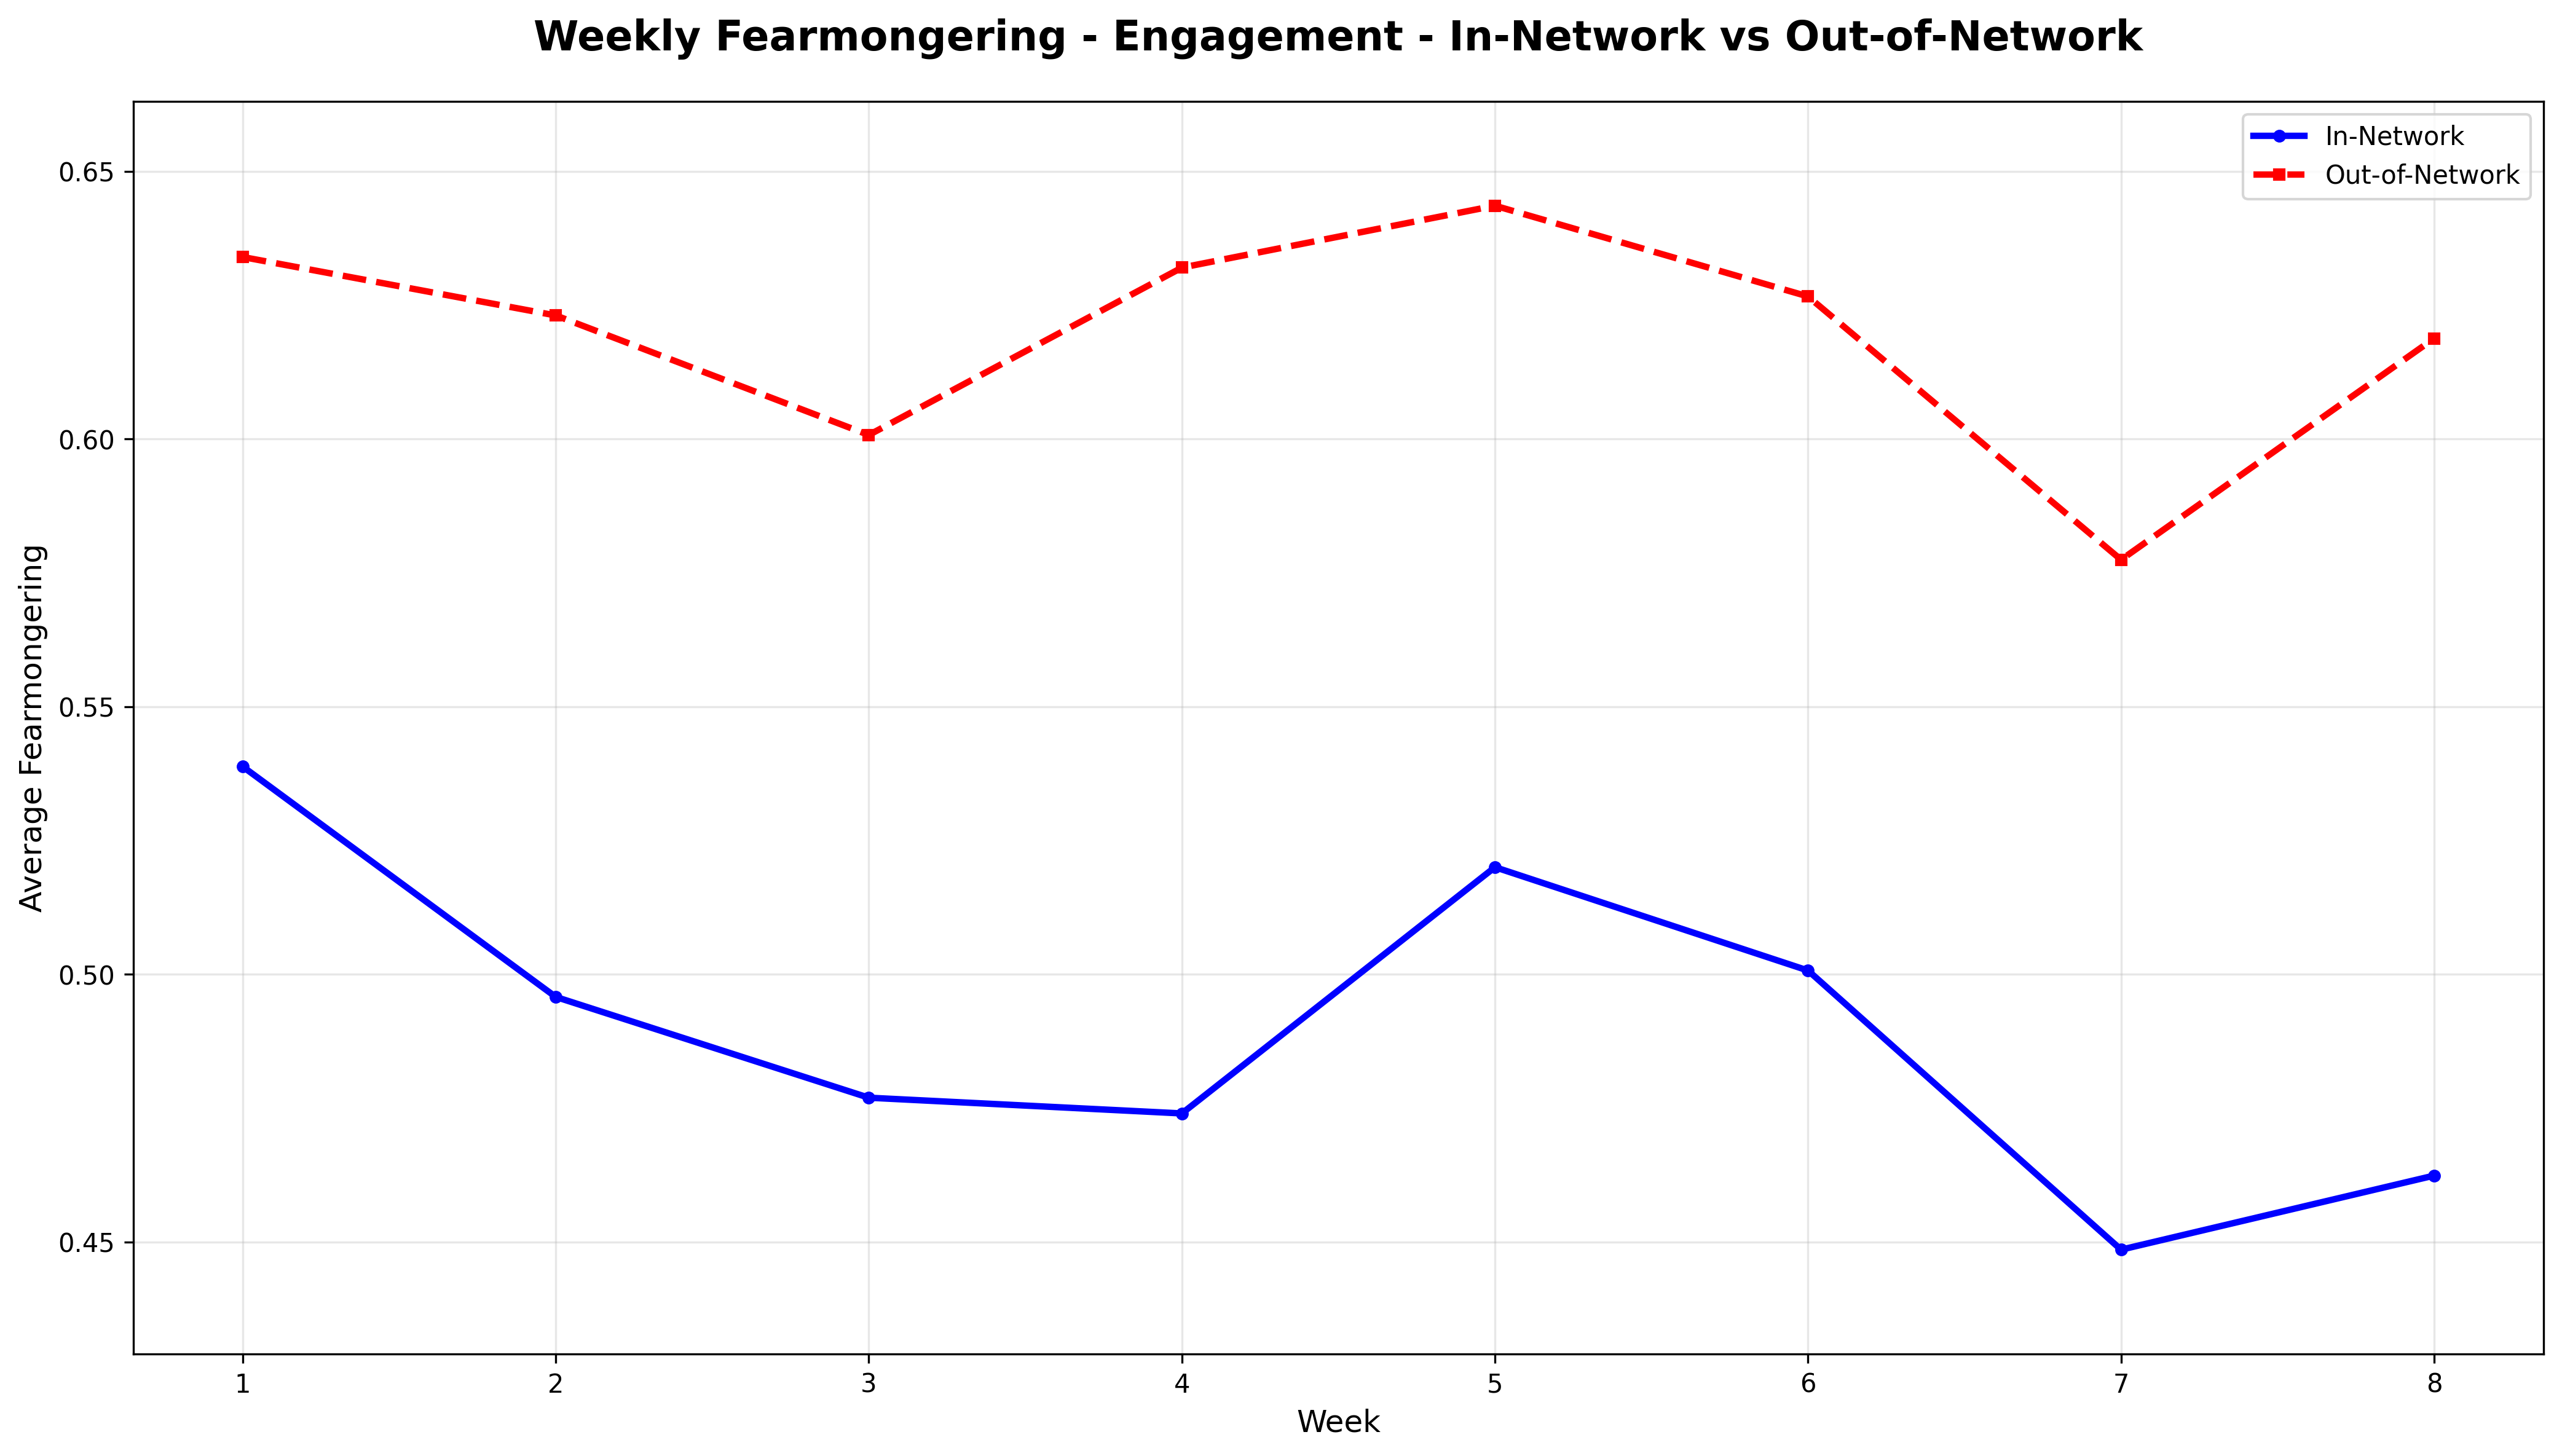 Weekly Fearmongering - Engagement - In-Network vs Out-of-Network
In-Network
Out-of-Network
Average Fearmongering
0.65
0.60
0.55
0.50
0.45
1 2 3 4 5 6 7 8
Week